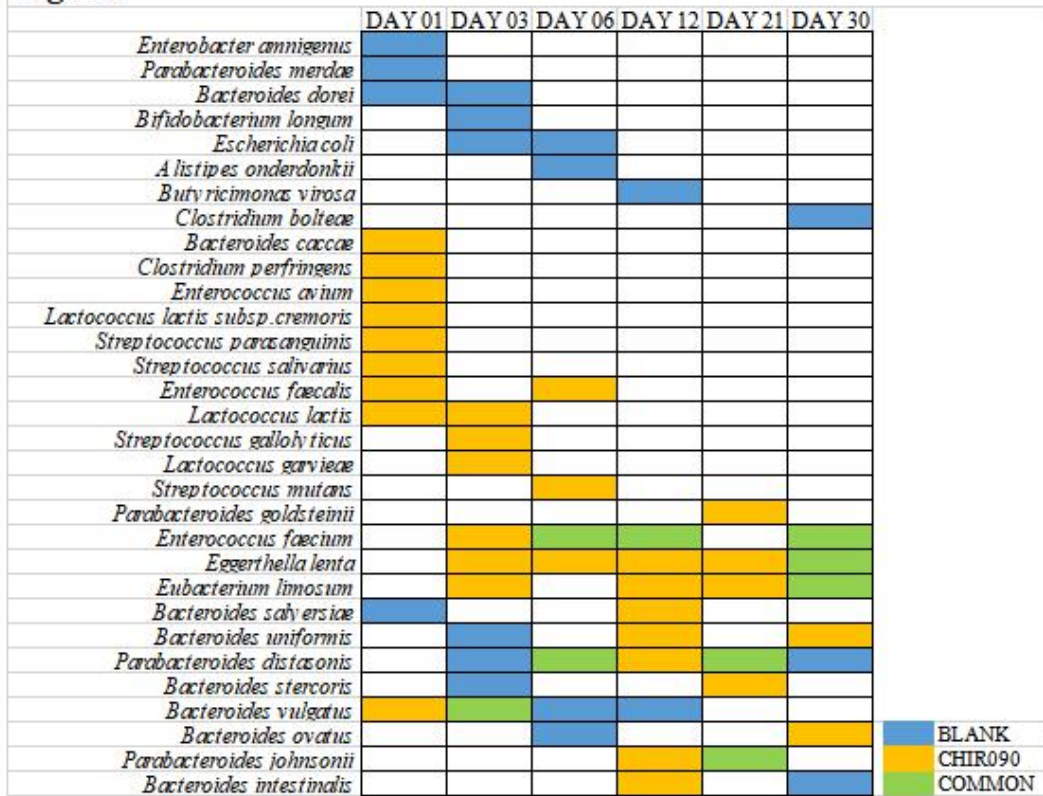 DAY 01 DAY 03 DAY 06 DAY 12 DAY 21 DAY 30
Enterobacter amnigenus
Parabacteroides merdae
Bacteroides dorei
Bifidobacterium longum
Escherichia coli
Alistipes onderdonkii
Butyricimonas virosa
Clostridium bolteae
Bacteroides caccae
Clostridium perfringens
Enterococcus avium
Lactococcus lactis subsp.cremoris
Streptococcus parasanguinis
Streptococcus salivarius
Enterococcus faecalis
Lactococcus lactis
Streptococcus gallolyticus
Lactococcus garvieae
Streptococcus mutans
Parabacteroides goldsteinii
Enterococcus faecium
Eggerthella lenta
Eubacterium limosum
Bacteroides salyersiae
Bacteroides uniformis
Parabacteroides distasonis
Bacteroides stercoris
Bacteroides vulgatus
Bacteroides ovatus
BLANK
Parabacteroides johnsonii
CHIR090
Bacteroides intestinalis
COMMON